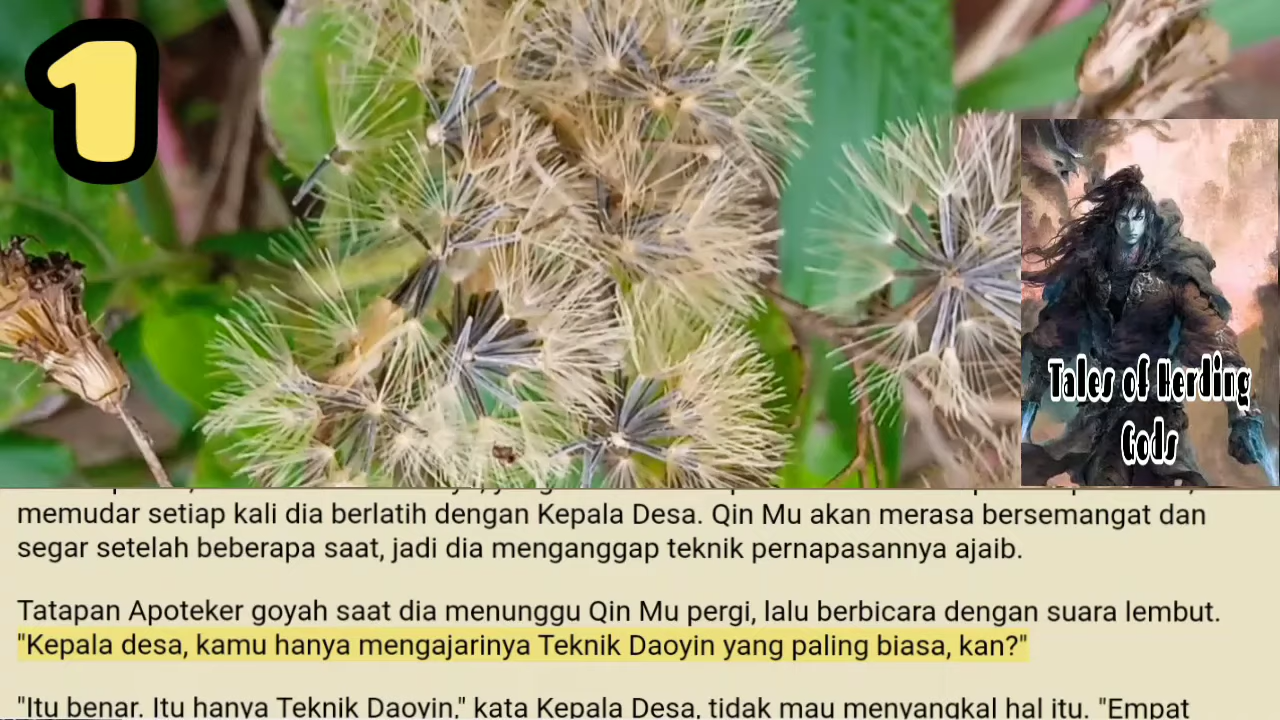 1
Tales of Herding
Gods
memudar setiap kali dia berlatih dengan Kepala Desa. Qin Mu akan merasa bersemangat dan
segar setelah beberapa saat, jadi dia menganggap teknik pernapasannya ajaib.
Tatapan Apoteker goyah saat dia menunggu Qin Mu pergi, lalu berbicara dengan suara lembut.
"Kepala desa, kamu hanya mengajarinya Teknik Daoyin yang paling biasa, kan?"
"Itu benar. Itu hanya Teknik Daoyin," kata Kepala Desa, tidak mau menyangkal hal itu. "Empat